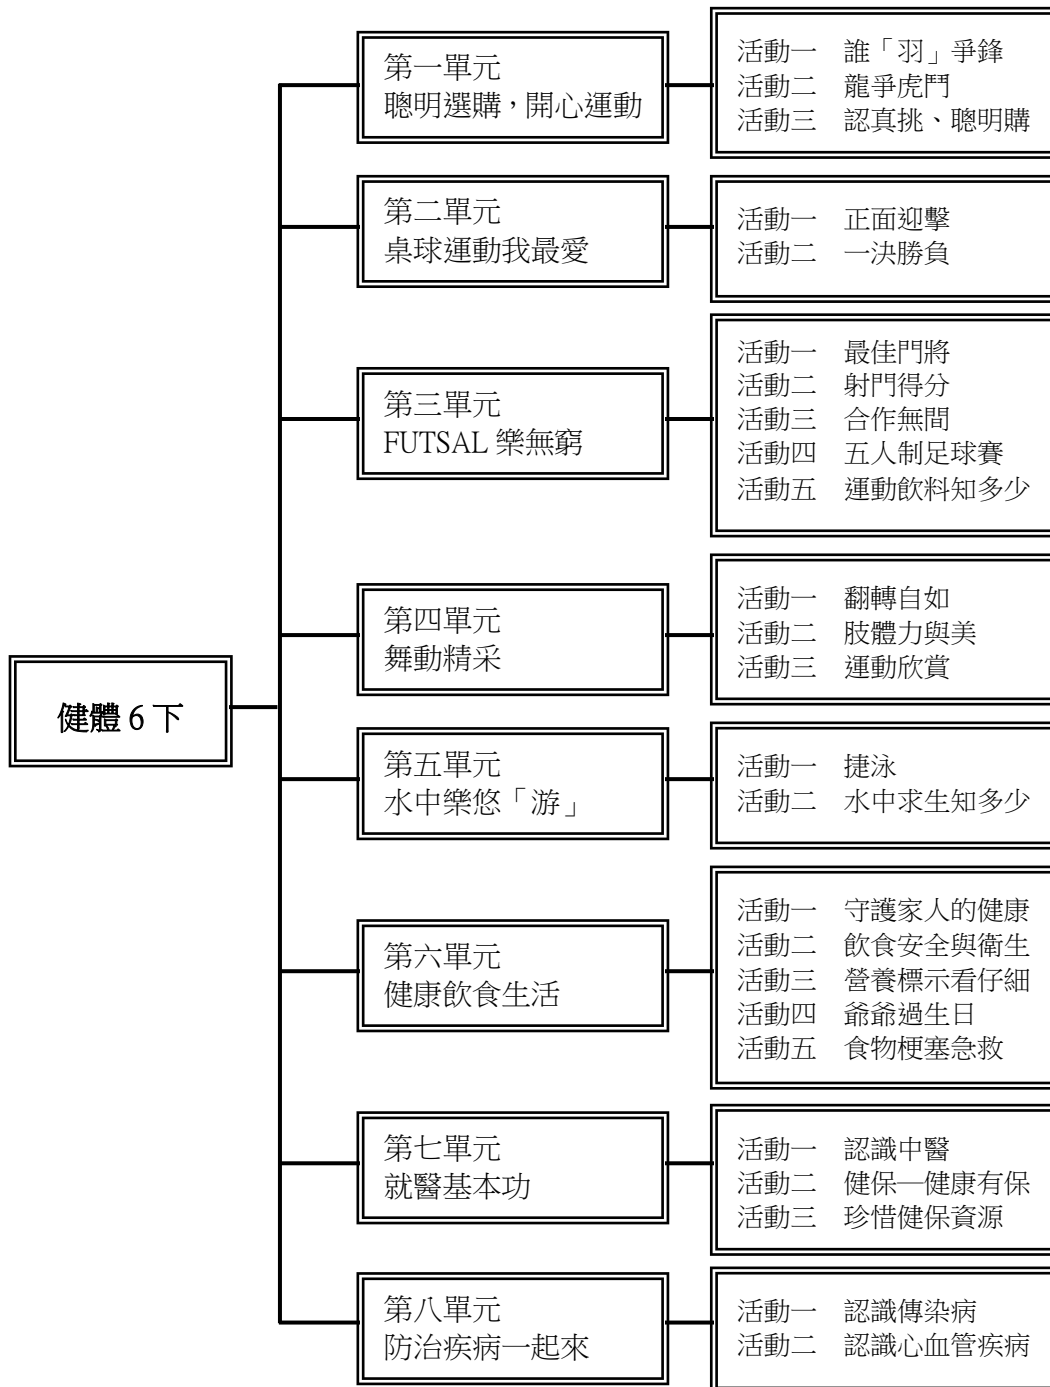 健體 6 下
第一單元
聰明選購，開心運動
活動一　誰「羽」爭鋒
活動二　龍爭虎鬥
活動三　認真挑、聰明購
第二單元
桌球運動我最愛
活動一　正面迎擊
活動二　一決勝負
第三單元
FUTSAL 樂無窮
活動一　最佳門將
活動二　射門得分
活動三　合作無間
活動四　五人制足球賽
活動五　運動飲料知多少
第四單元
舞動精采
活動一　翻轉自如
活動二　肢體力與美
活動三　運動欣賞
第五單元
水中樂悠「游」
活動一　捷泳
活動二　水中求生知多少
第六單元
健康飲食生活
活動一　守護家人的健康
活動二　飲食安全與衛生
活動三　營養標示看仔細
活動四　爺爺過生日
活動五　食物梗塞急救
第七單元
就醫基本功
活動一　認識中醫
活動二　健保─健康有保
活動三　珍惜健保資源
第八單元
防治疾病一起來
活動一　認識傳染病
活動二　認識心血管疾病